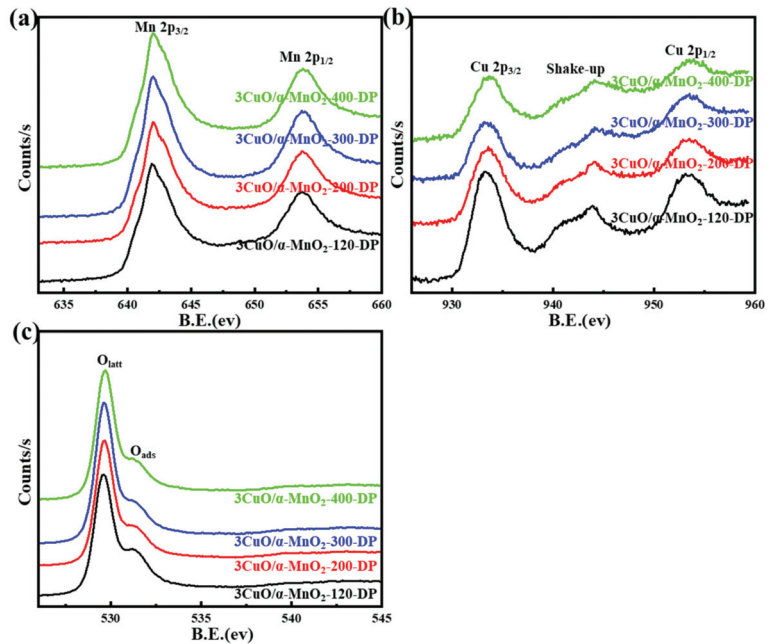 (a)
Mn 2p3/2
Mn 2p1/2
3CuO/α-MnO2-400-DP
3CuO/α-MnO2-300-DP
3CuO/α-MnO2-200-DP
3CuO/α-MnO2-120-DP
Counts/s
635 640 645 650 655 660
B.E.(ev)
(b)
Cu 2p3/2
Shake-up
Cu 2p1/2
3CuO/α-MnO2-400-DP
3CuO/α-MnO2-300-DP
3CuO/α-MnO2-200-DP
3CuO/α-MnO2-120-DP
Counts/s
930 940 950 960
B.E.(ev)
(c)
Olatt
Oads
3CuO/α-MnO2-400-DP
3CuO/α-MnO2-300-DP
3CuO/α-MnO2-200-DP
3CuO/α-MnO2-120-DP
Counts/s
530 535 540 545
B.E.(ev)